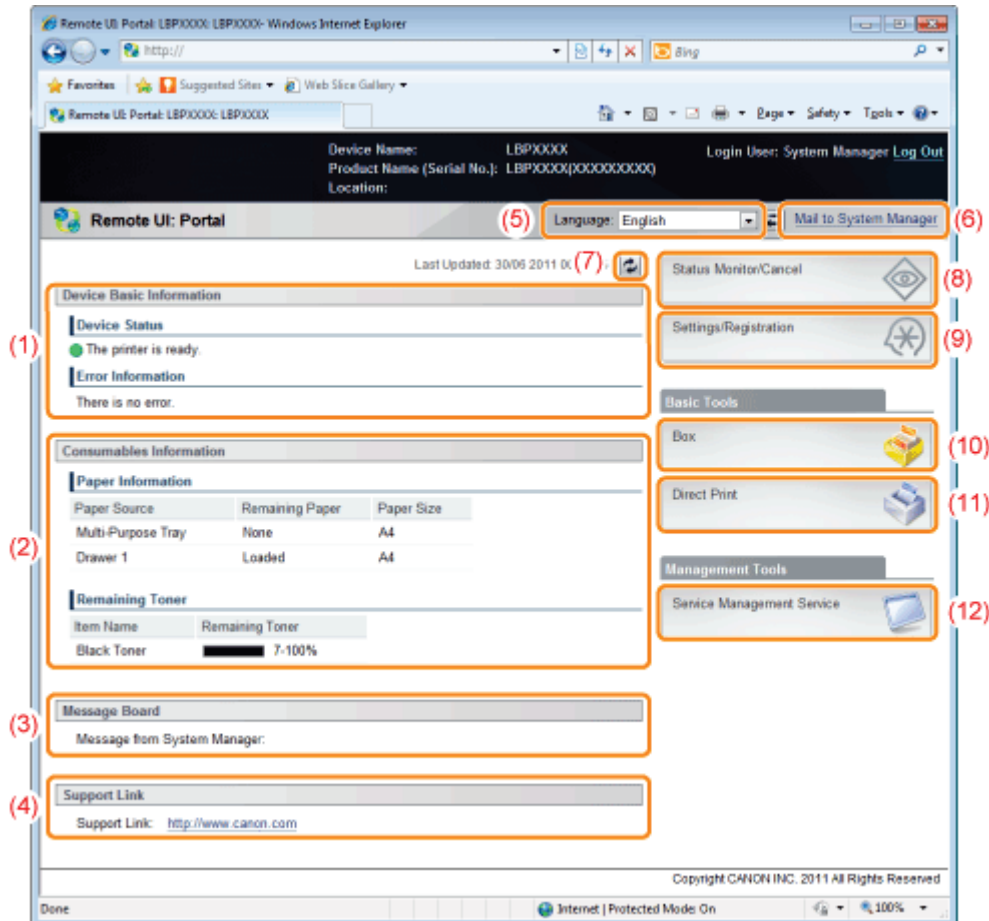 Remote UI: Portal: LBPXXXX: LBPXXXX- Windows Internet Explorer
http://
Bing
Favorites Suggested Sites Web Slice Gallery
Remote UI: Portal: LBPXXXX: LBPXXXX
Page Safety Tools
Device Name: LBPXXXX
Login User: System Manager Log Out
Product Name (Serial No.): LBPXXXX(XXXXXXXXXX)
Location:
Remote UI: Portal
(5) Language: English
Mail to System Manager (6)
Last Updated: 30/06 2011 (7)
Status Monitor/Cancel (8)
Device Basic Information
(1)
Device Status
The printer is ready.
Error Information
There is no error.
Settings/Registration (9)
Basic Tools
Box (10)
Direct Print (11)
Consumables Information
(2)
Paper Information
Paper Source Remaining Paper Paper Size
Multi-Purpose Tray None A4
Drawer 1 Loaded A4
Remaining Toner
Item Name Remaining Toner
Black Toner 7-100%
Management Tools
Service Management Service (12)
Message Board
(3)
Message from System Manager:
Support Link
(4)
Support Link: http://www.canon.com
Copyright CANON INC. 2011 All Rights Reserved
Done
Internet | Protected Mode: On
100%